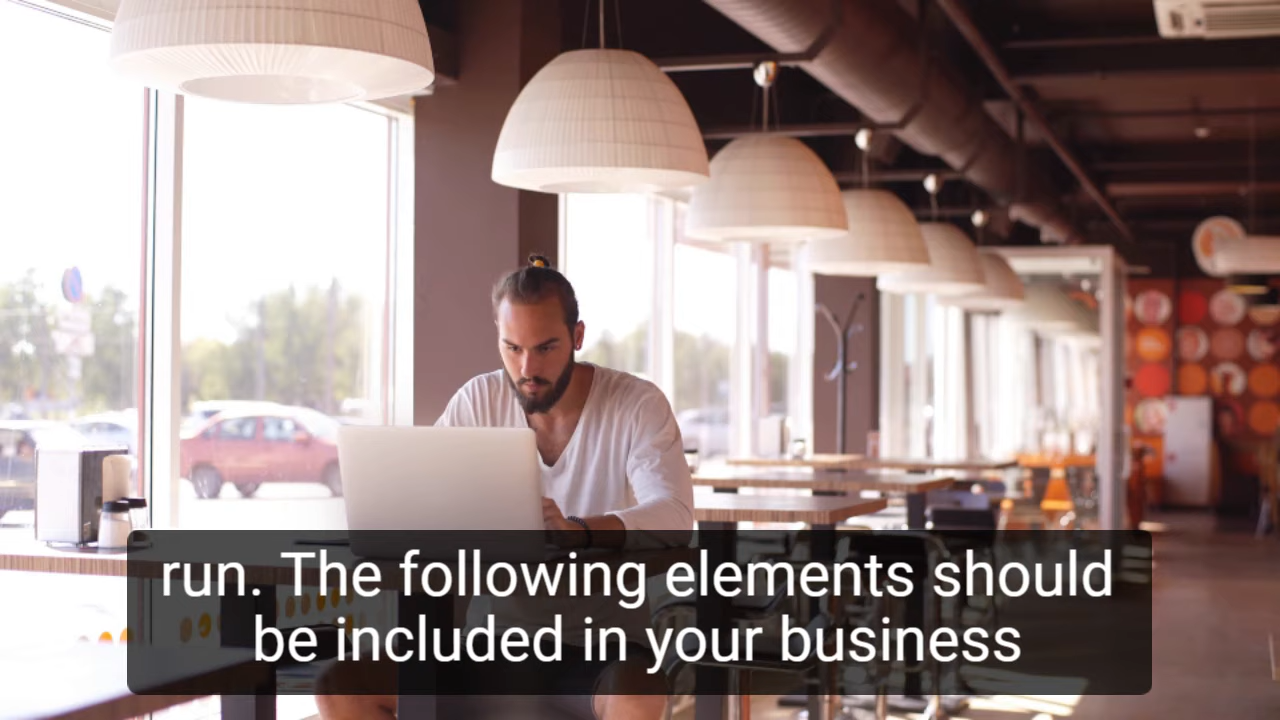 run. The following elements should
be included in your business